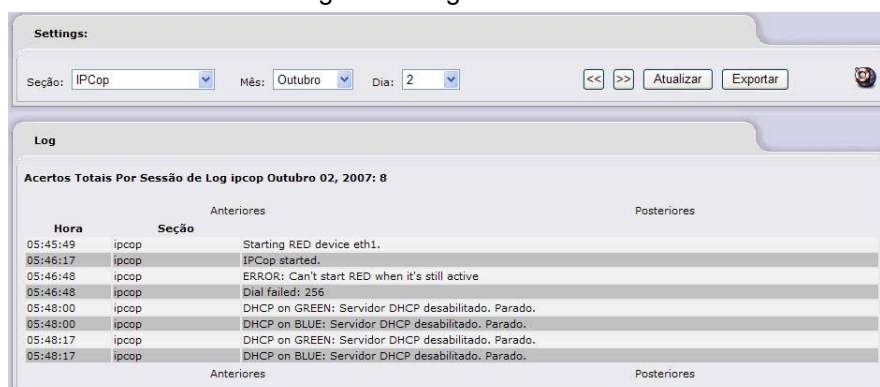 Settings:
Seção: IPCop Mês: Outubro Dia: 2 << >> Atualizar Exportar
Log
Acertos Totais Por Sessão de Log ipcop Outubro 02, 2007: 8
Anteriores Posteriores
Hora Seção
05:45:49 ipcop Starting RED device eth1.
05:46:17 ipcop IPCop started.
05:46:48 ipcop ERROR: Can't start RED when it's still active
05:46:48 ipcop Dial failed: 256
05:48:00 ipcop DHCP on GREEN: Servidor DHCP desabilitado. Parado.
05:48:00 ipcop DHCP on BLUE: Servidor DHCP desabilitado. Parado.
05:48:17 ipcop DHCP on GREEN: Servidor DHCP desabilitado. Parado.
05:48:17 ipcop DHCP on BLUE: Servidor DHCP desabilitado. Parado.
Anteriores Posteriores